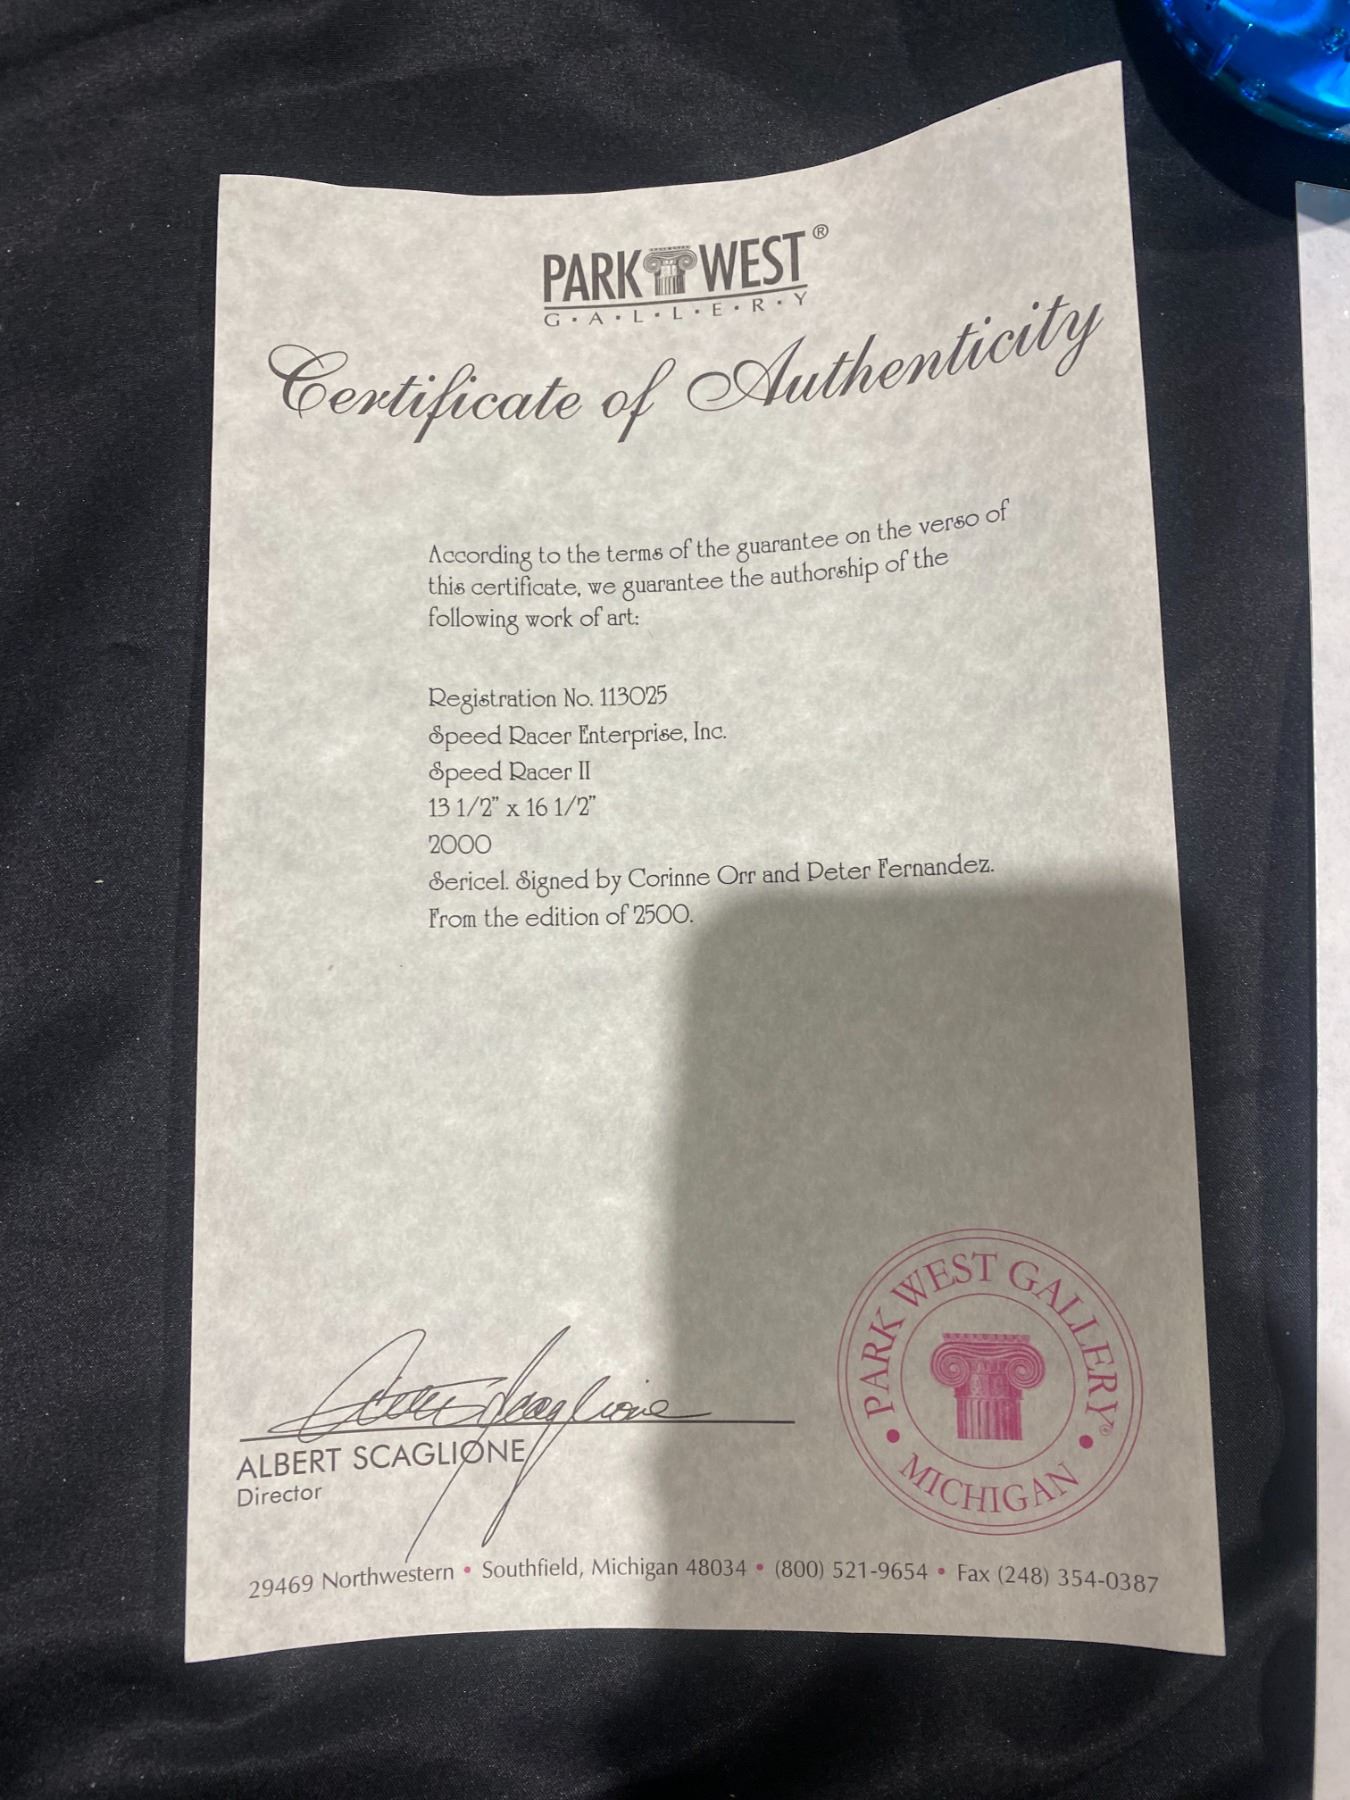 PARK WEST®
G·A·L·L·E·R·Y
Certificate of Authenticity
According to the terms of the guarantee on the verso of
this certificate, we guarantee the authorship of the
following work of art:
Registration No. 113025
Speed Racer Enterprise, Inc.
Speed Racer II
13 1/2" x 16 1/2"
2000
Sericel. Signed by Corinne Orr and Peter Fernandez.
From the edition of 2500.
PARK WEST GALLERY®
• MICHIGAN •
Albert Scaglione
ALBERT SCAGLIONE
Director
29469 Northwestern • Southfield, Michigan 48034 • (800) 521-9654 • Fax (248) 354-0387